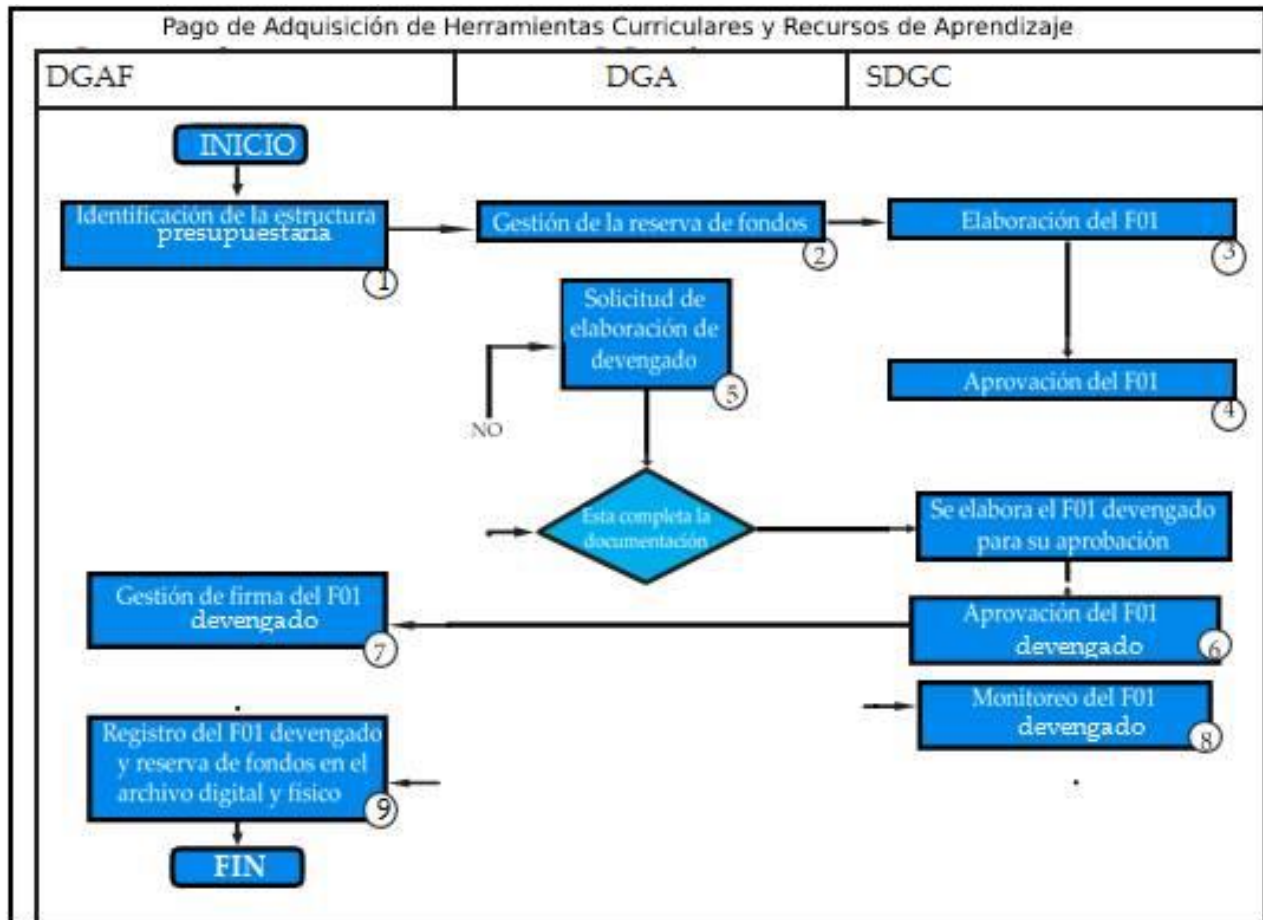 Pago de Adquisición de Herramientas Curriculares y Recursos de Aprendizaje
DGAF
DGA
SDGC
INICIO
Identificación de la estructura
presupuestaria
1
Gestión de la reserva de fondos
2
Elaboración del F01
3
Aprovación del F01
4
Solicitud de
elaboración de
devengado
5
NO
Esta completa la
documentación
Se elabora el F01 devengado
para su aprobación
Aprovación del F01
devengado
6
Gestión de firma del F01
devengado
7
Monitoreo del F01
devengado
8
Registro del F01 devengado
y reserva de fondos en el
archivo digital y fisico
9
FIN